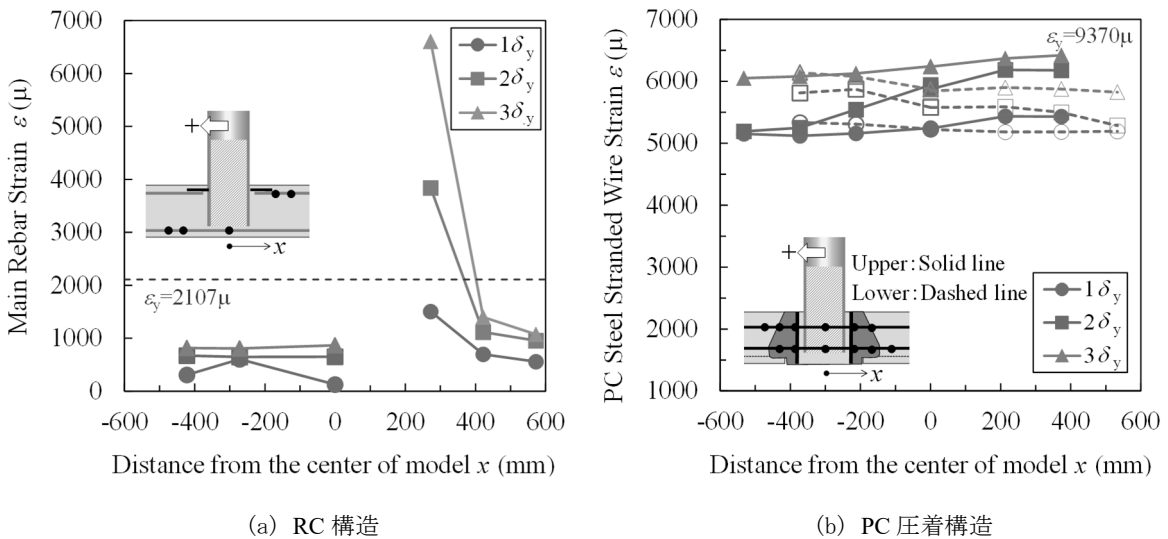 7000
6000
5000
4000
3000
2000
1000
0
Main Rebar Strain ε (μ)
1δy
2δy
3δy
+
x
εy=2107μ
-600 -400 -200 0 200 400 600
Distance from the center of model x (mm)
(a) RC 構造
7000
6000
5000
4000
3000
2000
1000
PC Steel Stranded Wire Strain ε (μ)
εy=9370μ
+
Upper：Solid line
Lower：Dashed line
x
1δy
2δy
3δy
-600 -400 -200 0 200 400 600
Distance from the center of model x (mm)
(b) PC 圧着構造